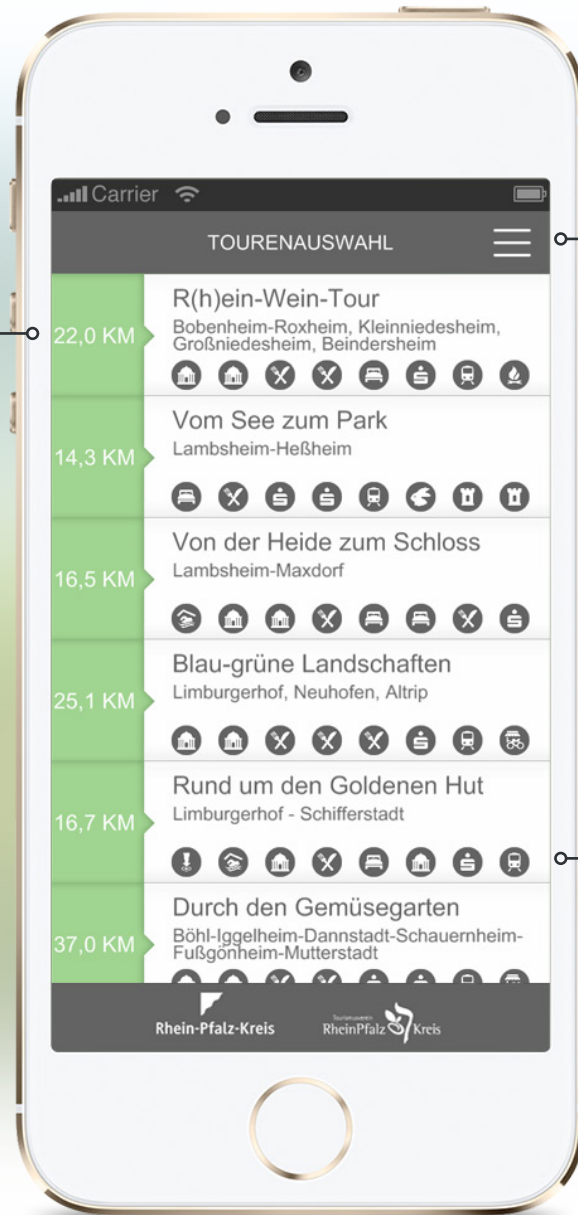 Carrier
TOURENAUSWAHL
22,0 KM
R(h)ein-Wein-Tour
Bobenheim-Roxheim, Kleinniedesheim,
Großniedesheim, Beindersheim
14,3 KM
Vom See zum Park
Lambsheim-Heßheim
16,5 KM
Von der Heide zum Schloss
Lambsheim-Maxdorf
25,1 KM
Blau-grüne Landschaften
Limburgerhof, Neuhofen, Altrip
16,7 KM
Rund um den Goldenen Hut
Limburgerhof - Schifferstadt
37,0 KM
Durch den Gemüsegarten
Böhl-Iggelheim-Dannstadt-Schauernheim-
Fußgönheim-Mutterstadt
Rhein-Pfalz-Kreis
Tourismusverein
RheinPfalz Kreis